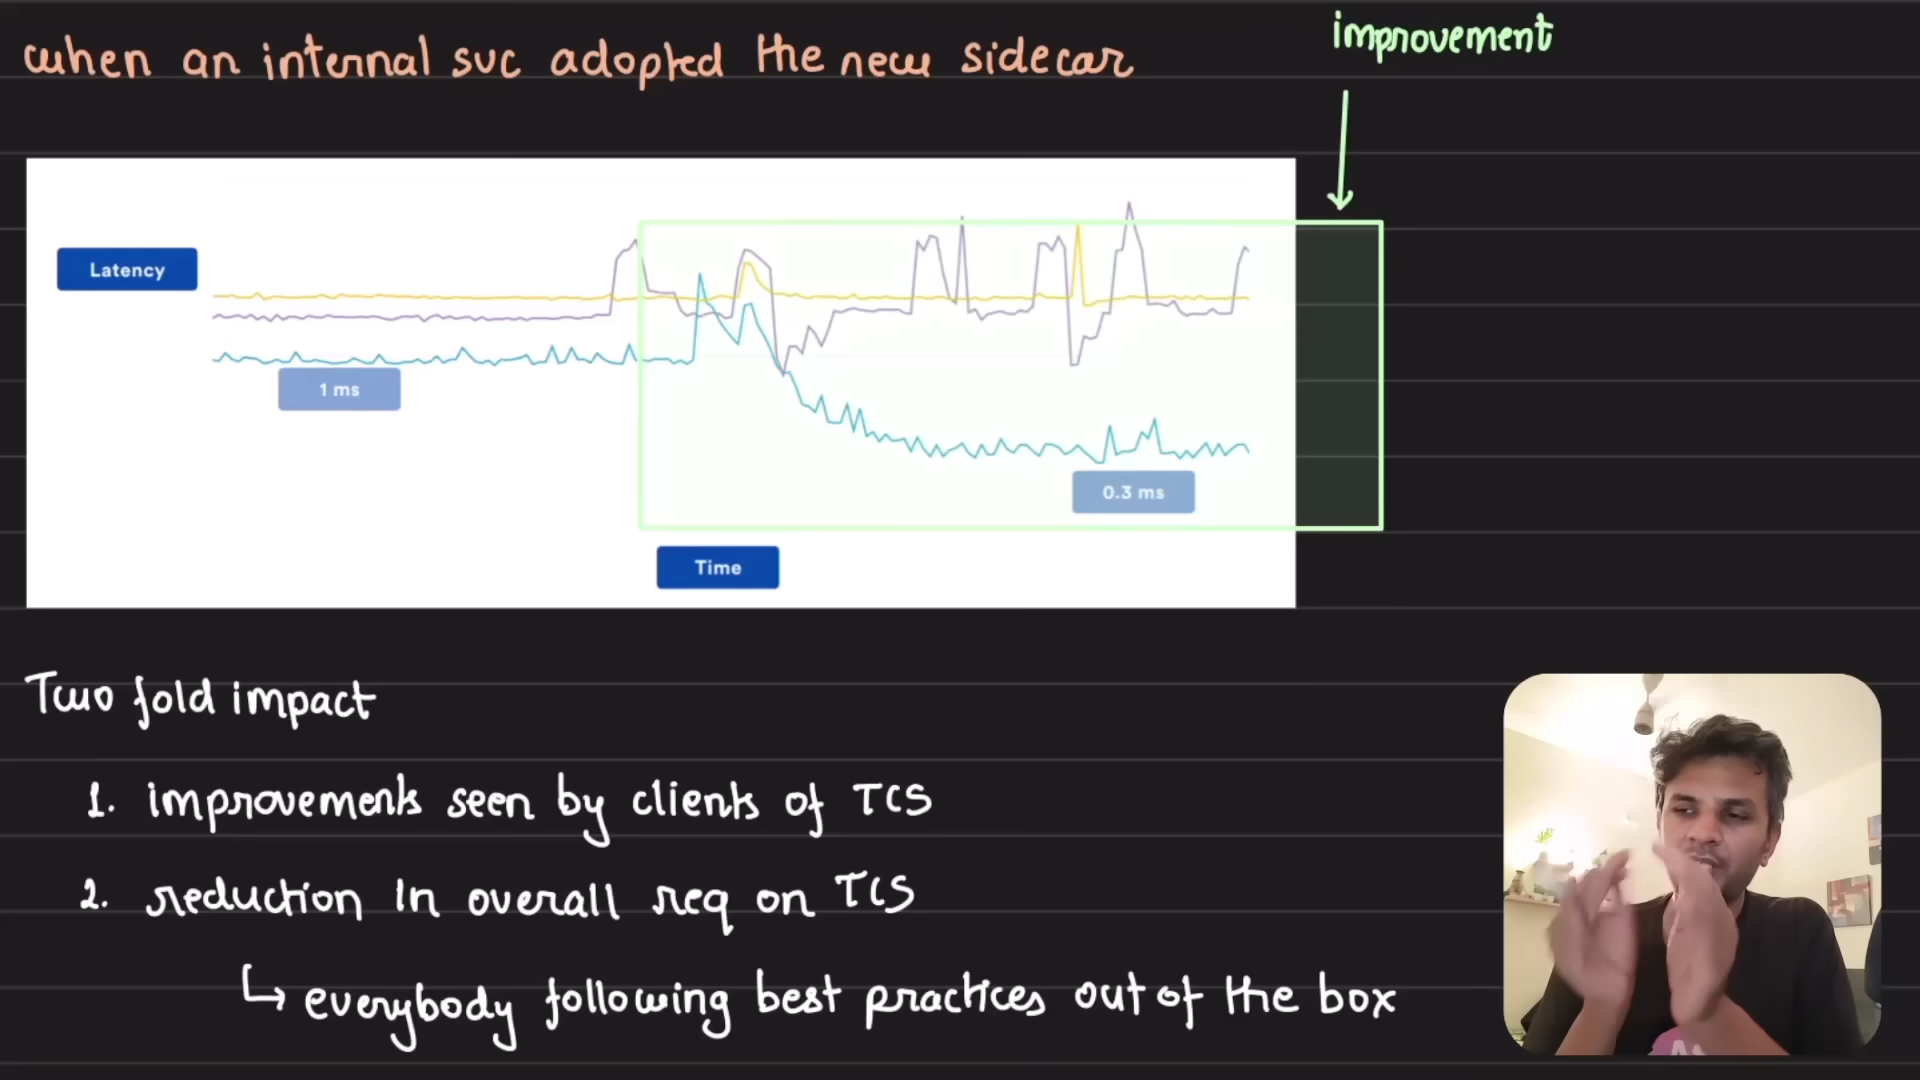 when an internal svc adopted the new sidecar
improvement
Latency
1 ms
0.3 ms
Time
Two fold impact
1. improvements seen by clients of TCS
2. reduction in overall req on TCS
↳ everybody following best practices out of the box